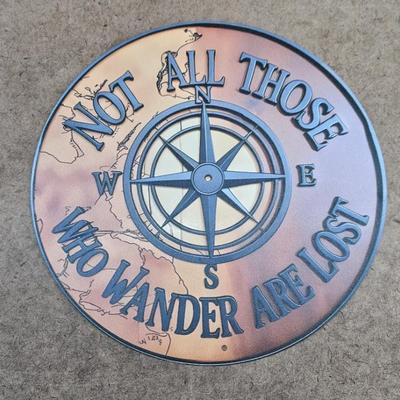 NOT ALL THOSE
N
W E
S
WHO WANDER ARE LOST